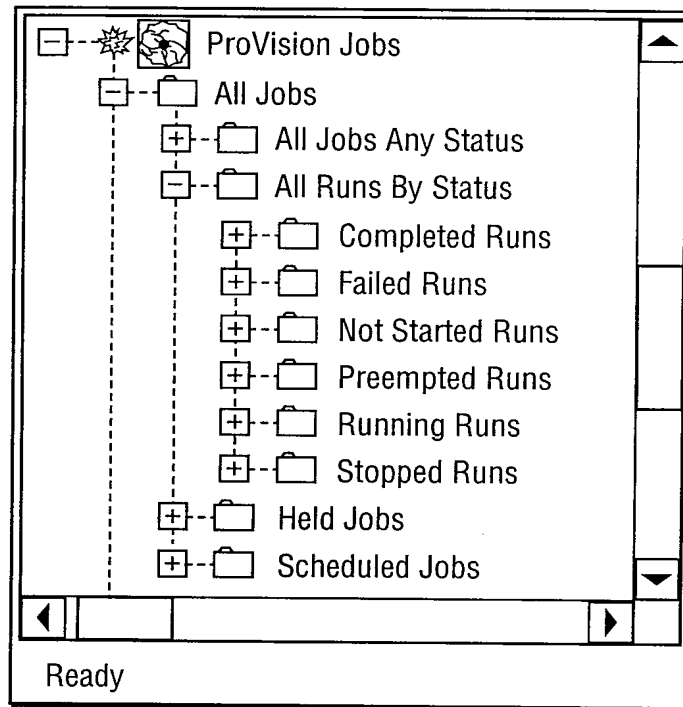 ProVision Jobs
All Jobs
All Jobs Any Status
All Runs By Status
Completed Runs
Failed Runs
Not Started Runs
Preempted Runs
Running Runs
Stopped Runs
Held Jobs
Scheduled Jobs
Ready